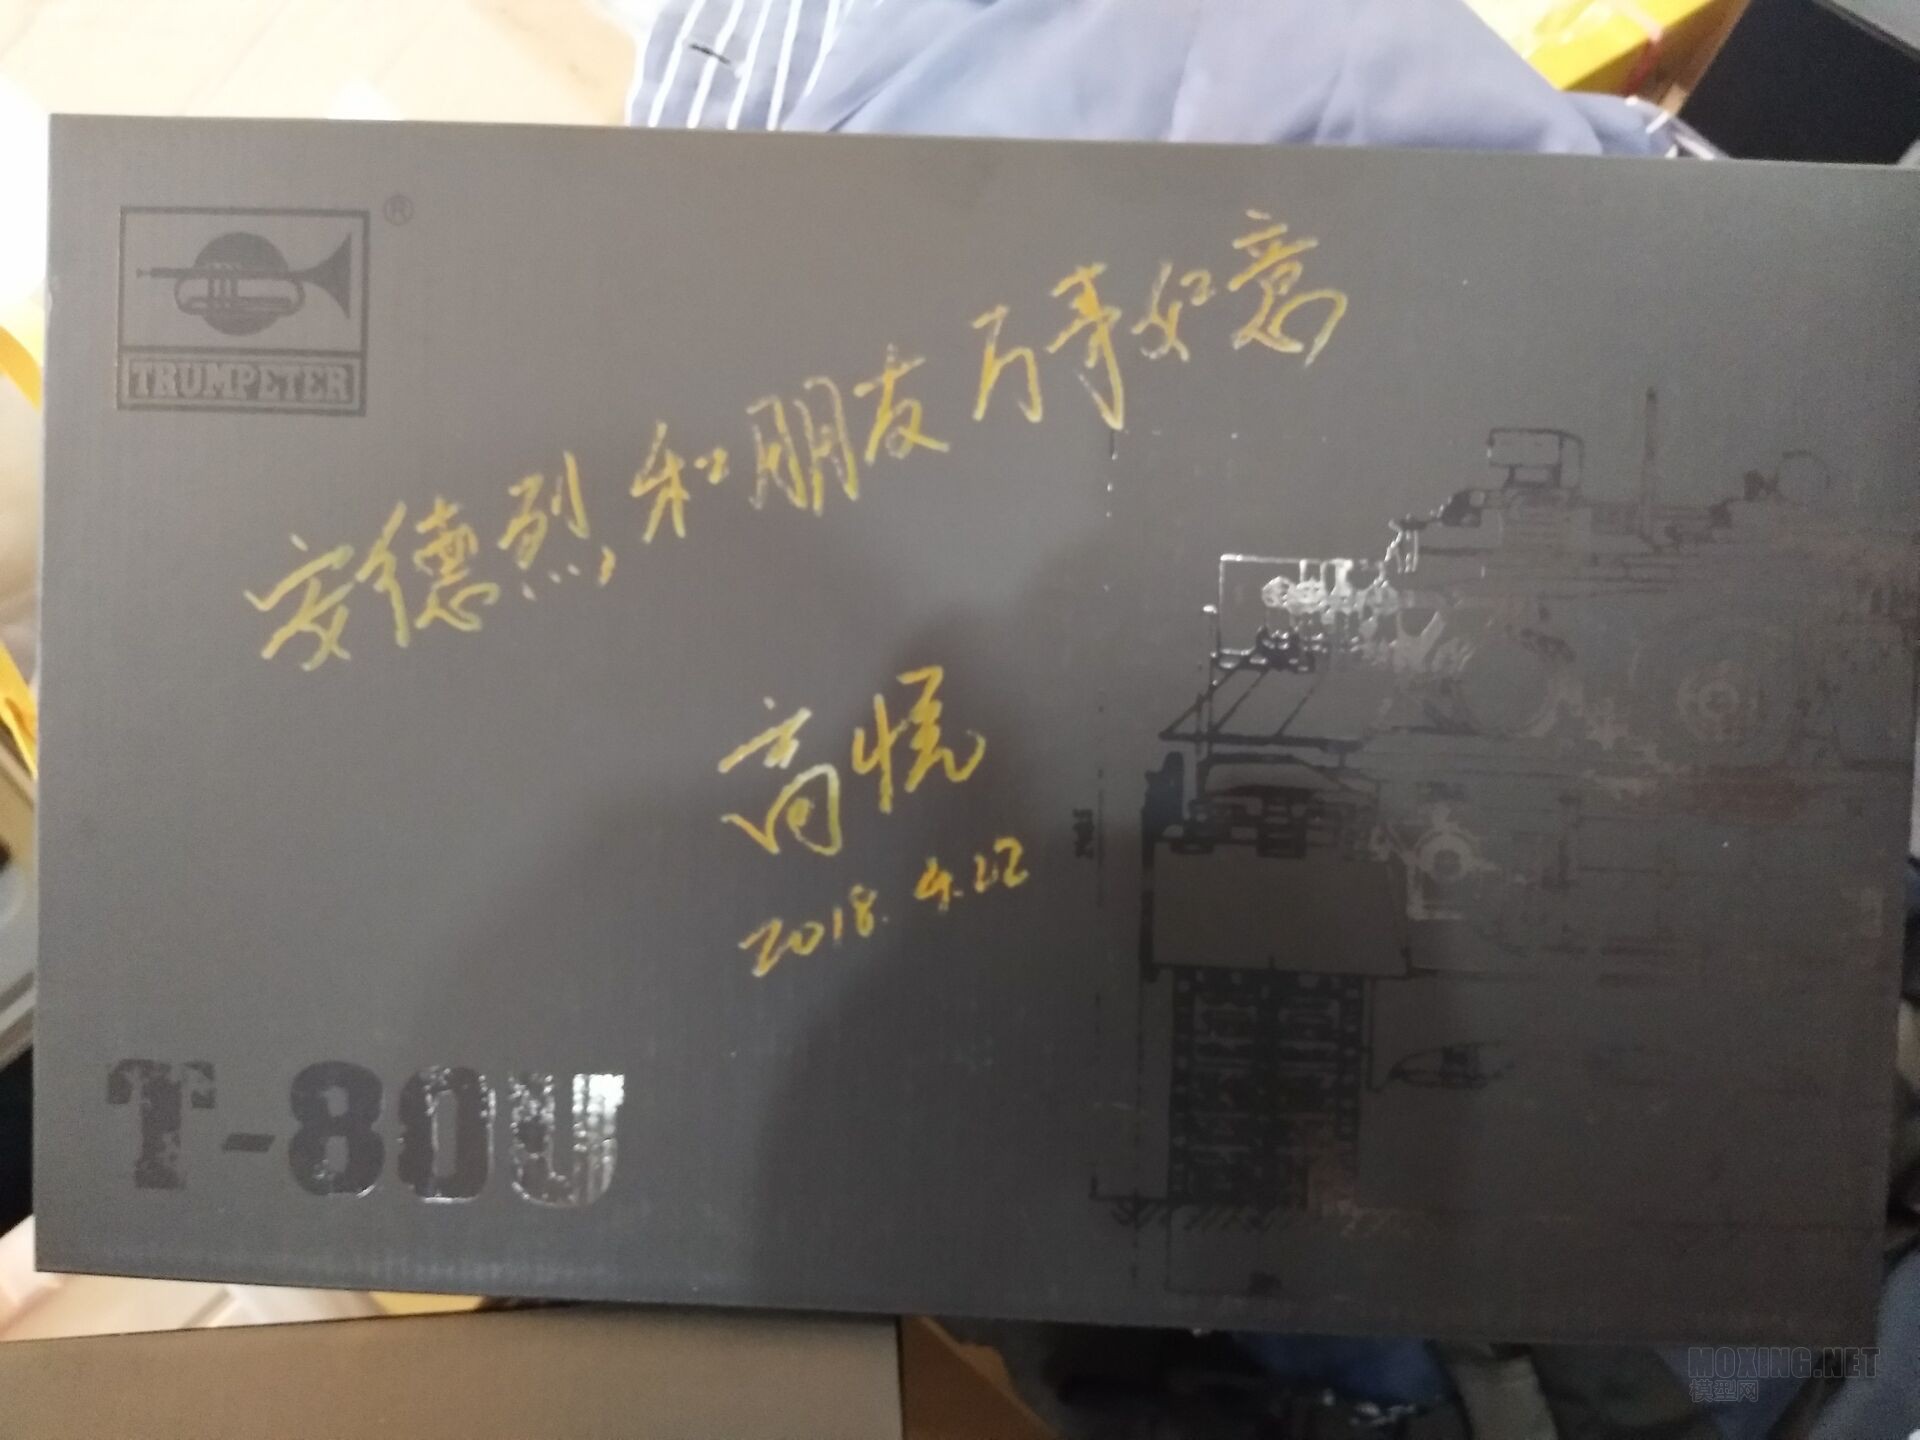 ®
TRUMPETER
安德烈,和朋友万事如意
高悦
2018.4.22
T-80U
MOXING.NET
模型网